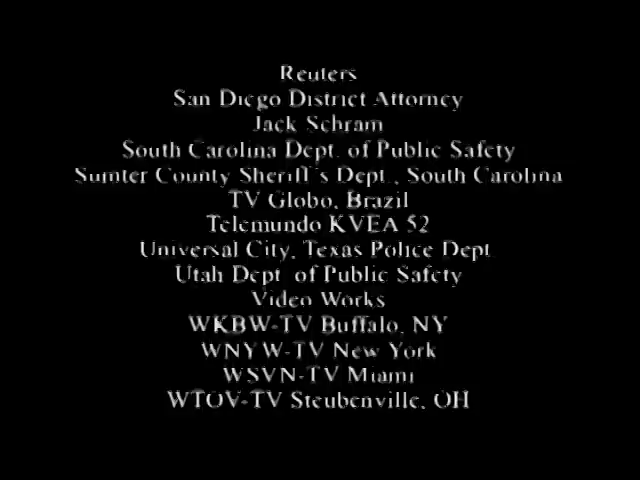 Reuters
San Diego District Attorney
Jack Schram
South Carolina Dept. of Public Safety
Sumter County Sheriff's Dept., South Carolina
TV Globo, Brazil
Telemundo KVEA 52
Universal City, Texas Police Dept.
Utah Dept. of Public Safety
Video Works
WKBW-TV Buffalo, NY
WNYW-TV New York
WSVN-TV Miami
WTOV-TV Steubenville, OH